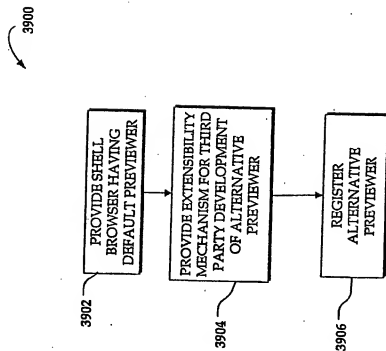 3900
PROVIDE SHELL
BROWSER HAVING
DEFAULT PREVIEWER
3902
PROVIDE EXTENSIBILITY
MECHANISM FOR THIRD
PARTY DEVELOPMENT
OF ALTERNATIVE
PREVIEWER
3904
REGISTER
ALTERNATIVE
PREVIEWER
3906